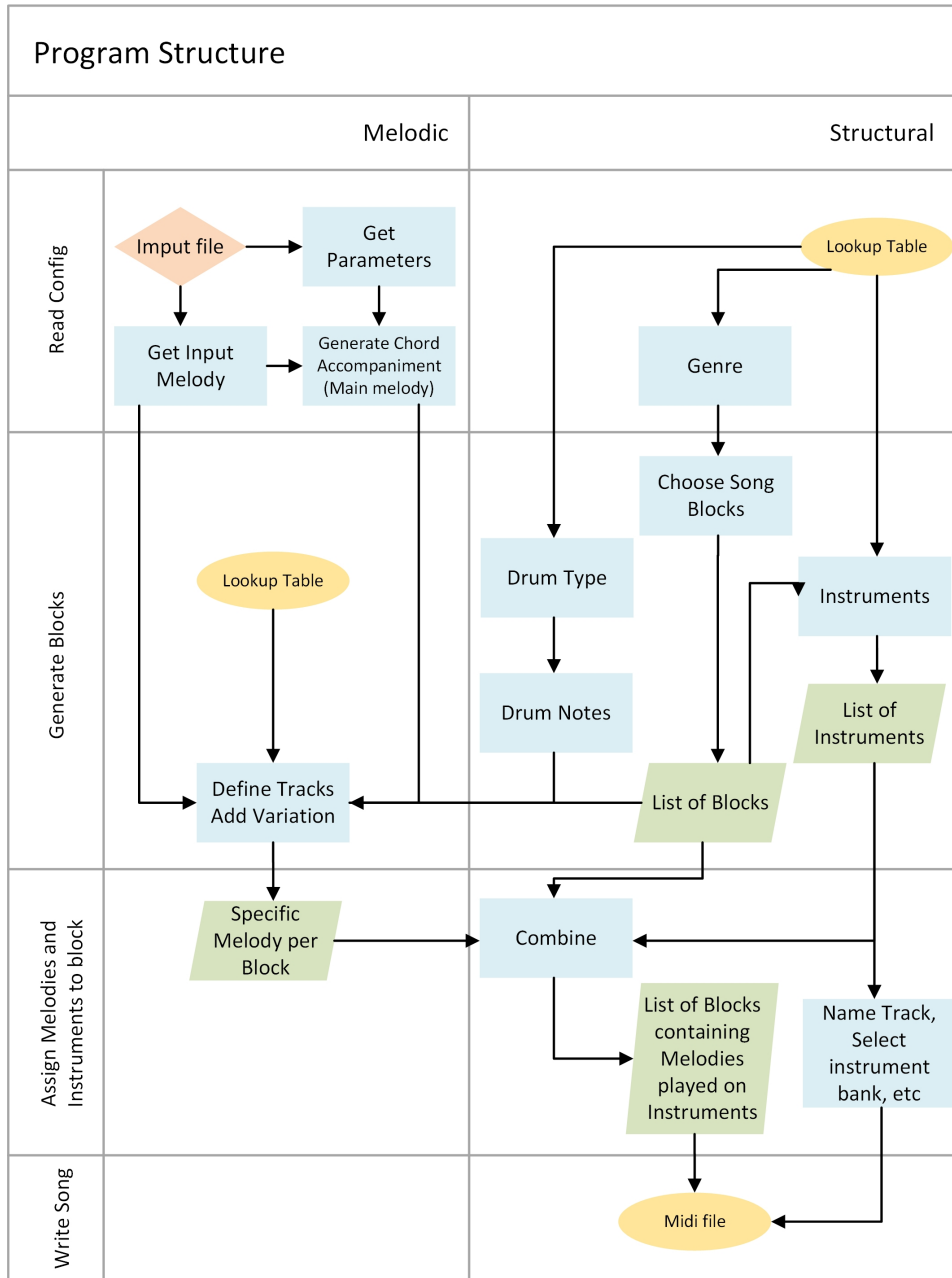 Program Structure
Melodic
Structural
Read Config
Imput file
Get
Parameters
Lookup Table
Get Input
Melody
Generate Chord
Accompaniment
(Main melody)
Genre
Generate Blocks
Choose Song
Blocks
Lookup Table
Drum Type
Instruments
Drum Notes
List of
Instruments
Define Tracks
Add Variation
List of Blocks
Assign Melodies and
Instruments to block
Specific
Melody per
Block
Combine
List of Blocks
containing
Melodies
played on
Instruments
Name Track,
Select
instrument
bank, etc
Write Song
Midi file